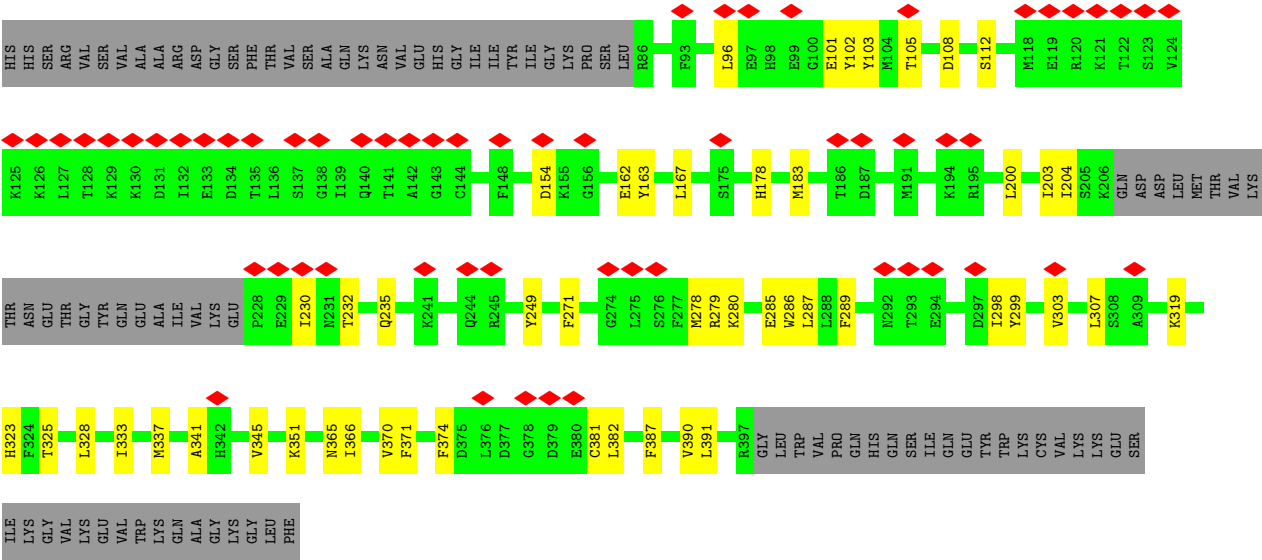 HIS HIS SER ARG VAL SER VAL ALA ALA ARG ASP GLY SER PHE THR VAL SER ALA GLN LYS ASN VAL GLU HIS GLY ILE ILE TYR ILE GLY LYS PRO SER LEU R86 F93 L96 E97 H98 E99 G100 E101 Y102 Y103 M104 T105 D108 S112 M118 E119 R120 K121 T122 S123 V124
K125 K126 L127 T128 K129 K130 D131 I132 E133 D134 T135 L136 S137 G138 I139 Q140 T141 A142 G143 C144 F148 D154 K155 G156 E162 Y163 L167 S175 H178 M183 T186 D187 M191 K194 R195 L200 I203 I204 S205 K206 GLN ASP ASP LEU MET THR VAL LYS
THR ASN GLU THR GLY TYR GLN GLU ALA ILE VAL LYS GLU P228 E229 I230 N231 T232 Q235 K241 Q244 R245 Y249 F271 G274 L275 S276 F277 M278 R279 K280 E285 W286 L287 L288 F289 N292 T293 E294 D297 I298 Y299 V303 L307 S308 A309 K319
H323 F324 T325 L328 I333 M337 A341 H342 V345 K351 N365 I366 V370 F371 F374 D375 L376 D377 G378 D379 E380 C381 L382 F387 V390 L391 R397 GLY LEU TRP VAL PRO GLN HIS GLN SER ILE GLN GLU TYR TRP LYS CYS VAL LYS LYS GLU SER
ILE LYS GLY VAL LYS GLU VAL TRP LYS GLN ALA GLY LYS GLY LEU PHE